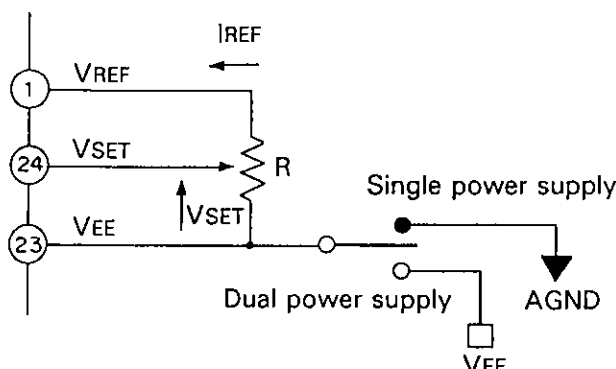 IREF
1
VREF
24
VSET
R
VSET
Single power supply
23
VEE
Dual power supply
AGND
VEE